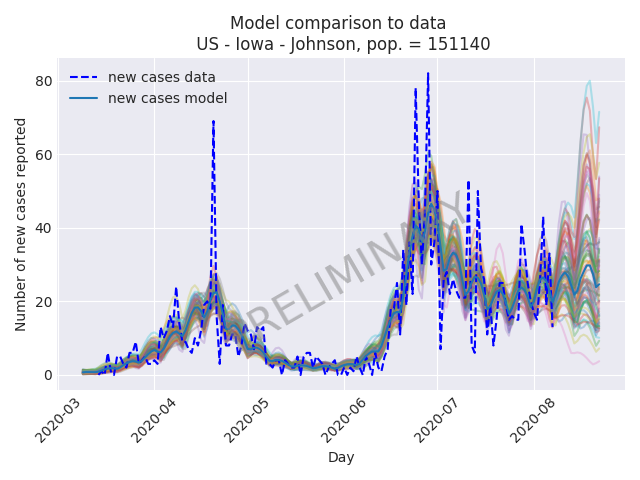 Model comparison to data
US - Iowa - Johnson, pop. = 151140
new cases data
new cases model
PRELIMINARY
Number of new cases reported
80
60
40
20
0
2020-03
2020-04
2020-05
2020-06
2020-07
2020-08
Day